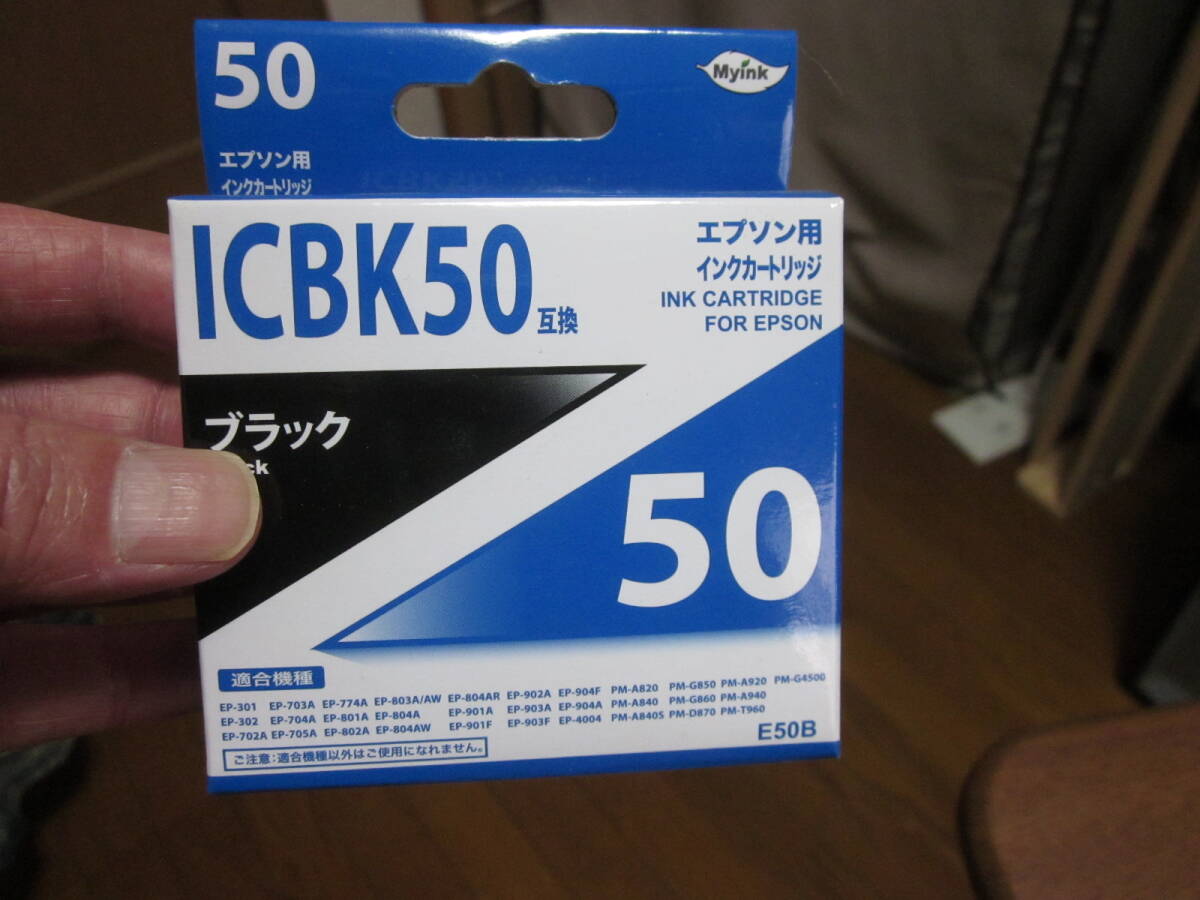 50
Myink
エプソン用
インクカートリッジ
ICBK50互換
エプソン用
インクカートリッジ
INK CARTRIDGE
FOR EPSON
ブラック
ck
50
適合機種
EP-301 EP-703A EP-774A EP-803A/AW EP-804AR EP-902A EP-904F PM-A820 PM-G850 PM-A920 PM-G4500
EP-302 EP-704A EP-801A EP-804A EP-901A EP-903A EP-904A PM-A840 PM-G860 PM-A940
EP-702A EP-705A EP-802A EP-804AW EP-901F EP-903F EP-4004 PM-A840S PM-D870 PM-T960
ご注意:適合機種以外はご使用になれません。
E50B